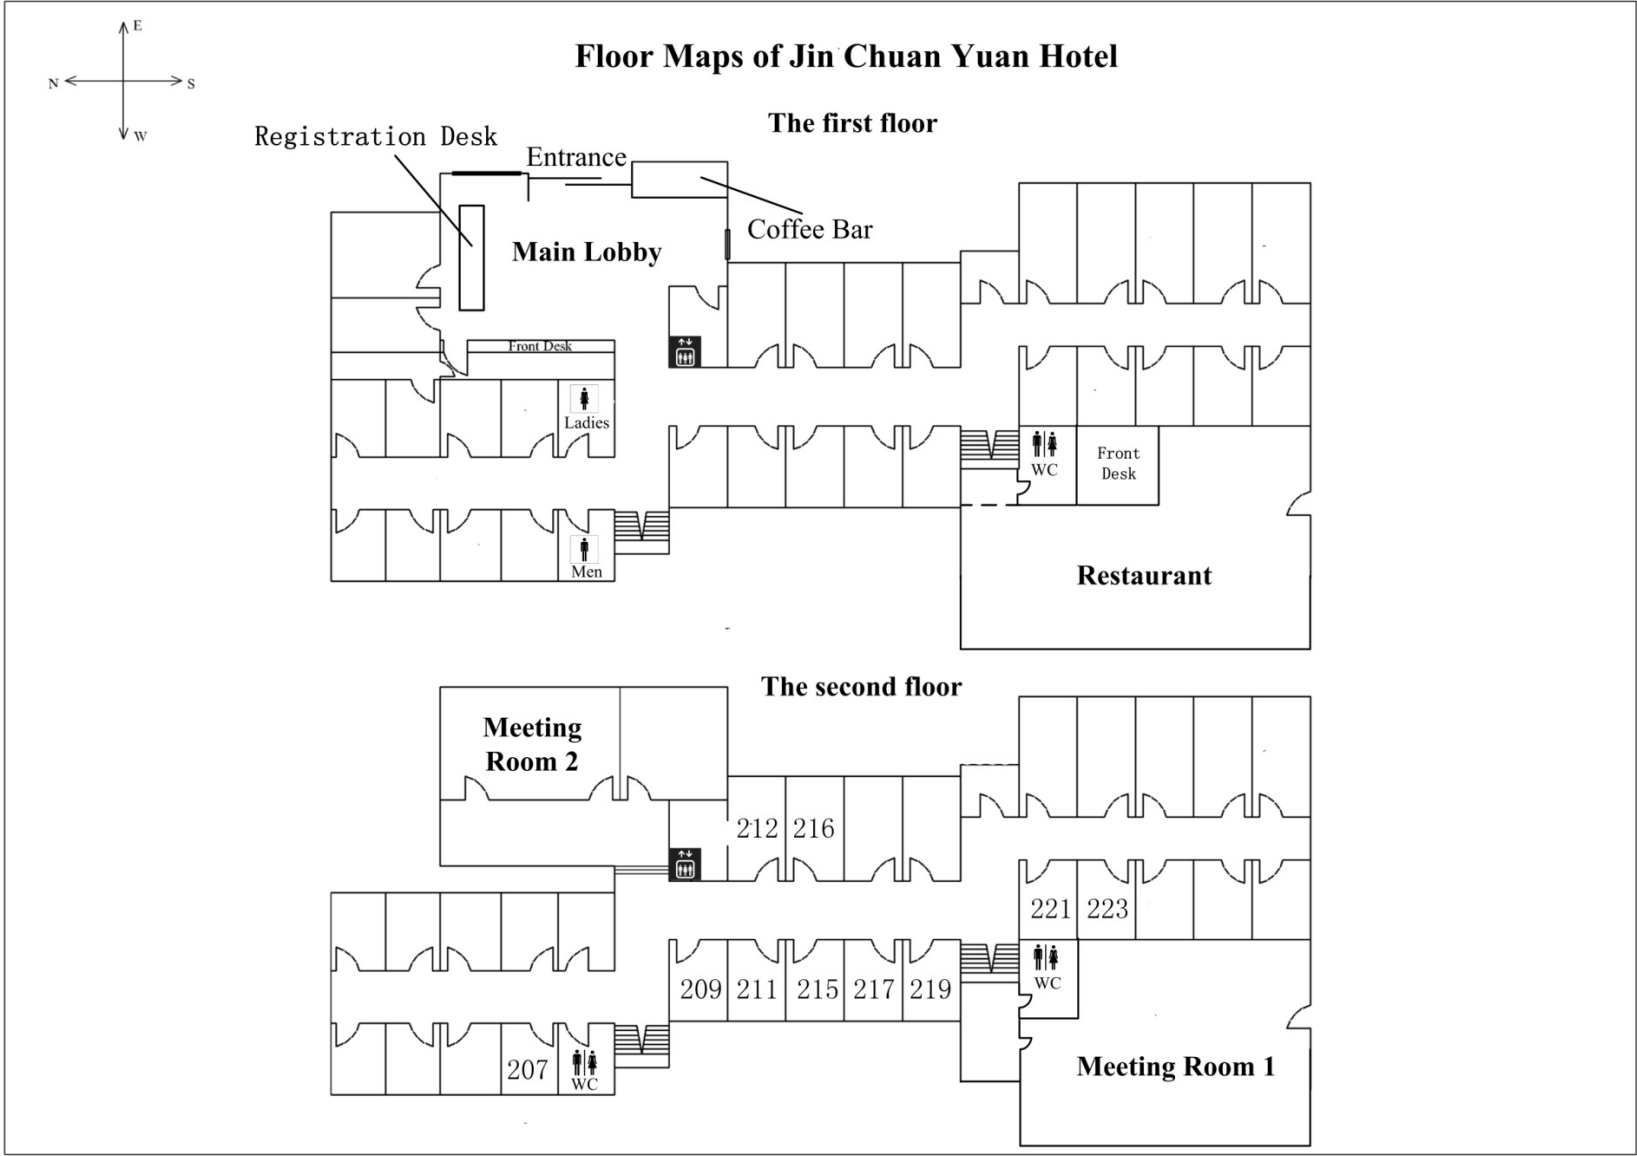 E
N
S
W
Floor Maps of Jin Chuan Yuan Hotel
The first floor
Registration Desk
Entrance
Coffee Bar
Main Lobby
Front Desk
Ladies
WC
Front
Desk
Men
Restaurant
The second floor
Meeting
Room 2
212
216
221
223
209
211
215
217
219
WC
207
WC
Meeting Room 1